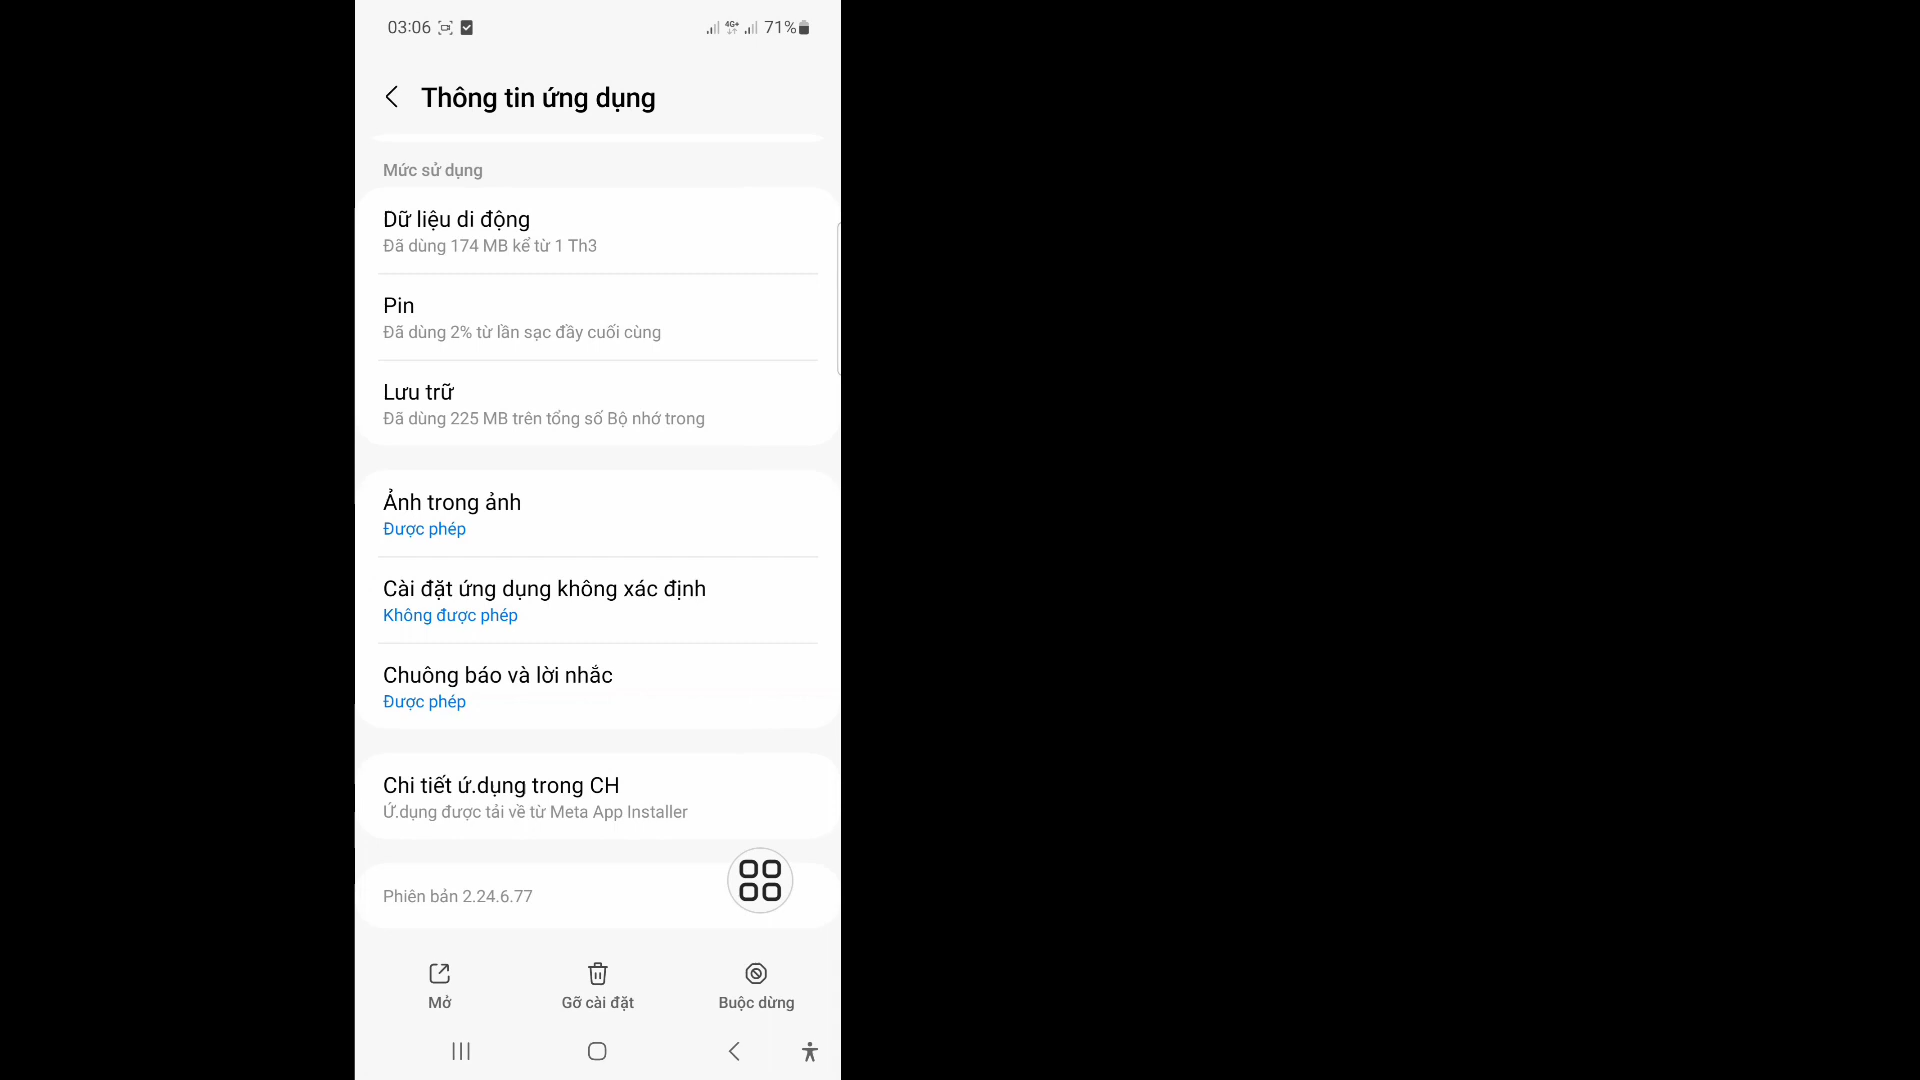 03:06
4G+
71%
Thông tin ứng dụng
Mức sử dụng
Dữ liệu di động
Đã dùng 174 MB kể từ 1 Th3
Pin
Đã dùng 2% từ lần sạc đầy cuối cùng
Lưu trữ
Đã dùng 225 MB trên tổng số Bộ nhớ trong
Ảnh trong ảnh
Được phép
Cài đặt ứng dụng không xác định
Không được phép
Chuông báo và lời nhắc
Được phép
Chi tiết ứ.dụng trong CH
Ứ.dụng được tải về từ Meta App Installer
Phiên bản 2.24.6.77
Mở
Gỡ cài đặt
Buộc dừng